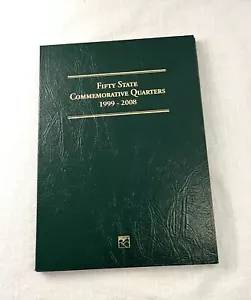 FIFTY STATE
COMMEMORATIVE QUARTERS
1999 - 2008